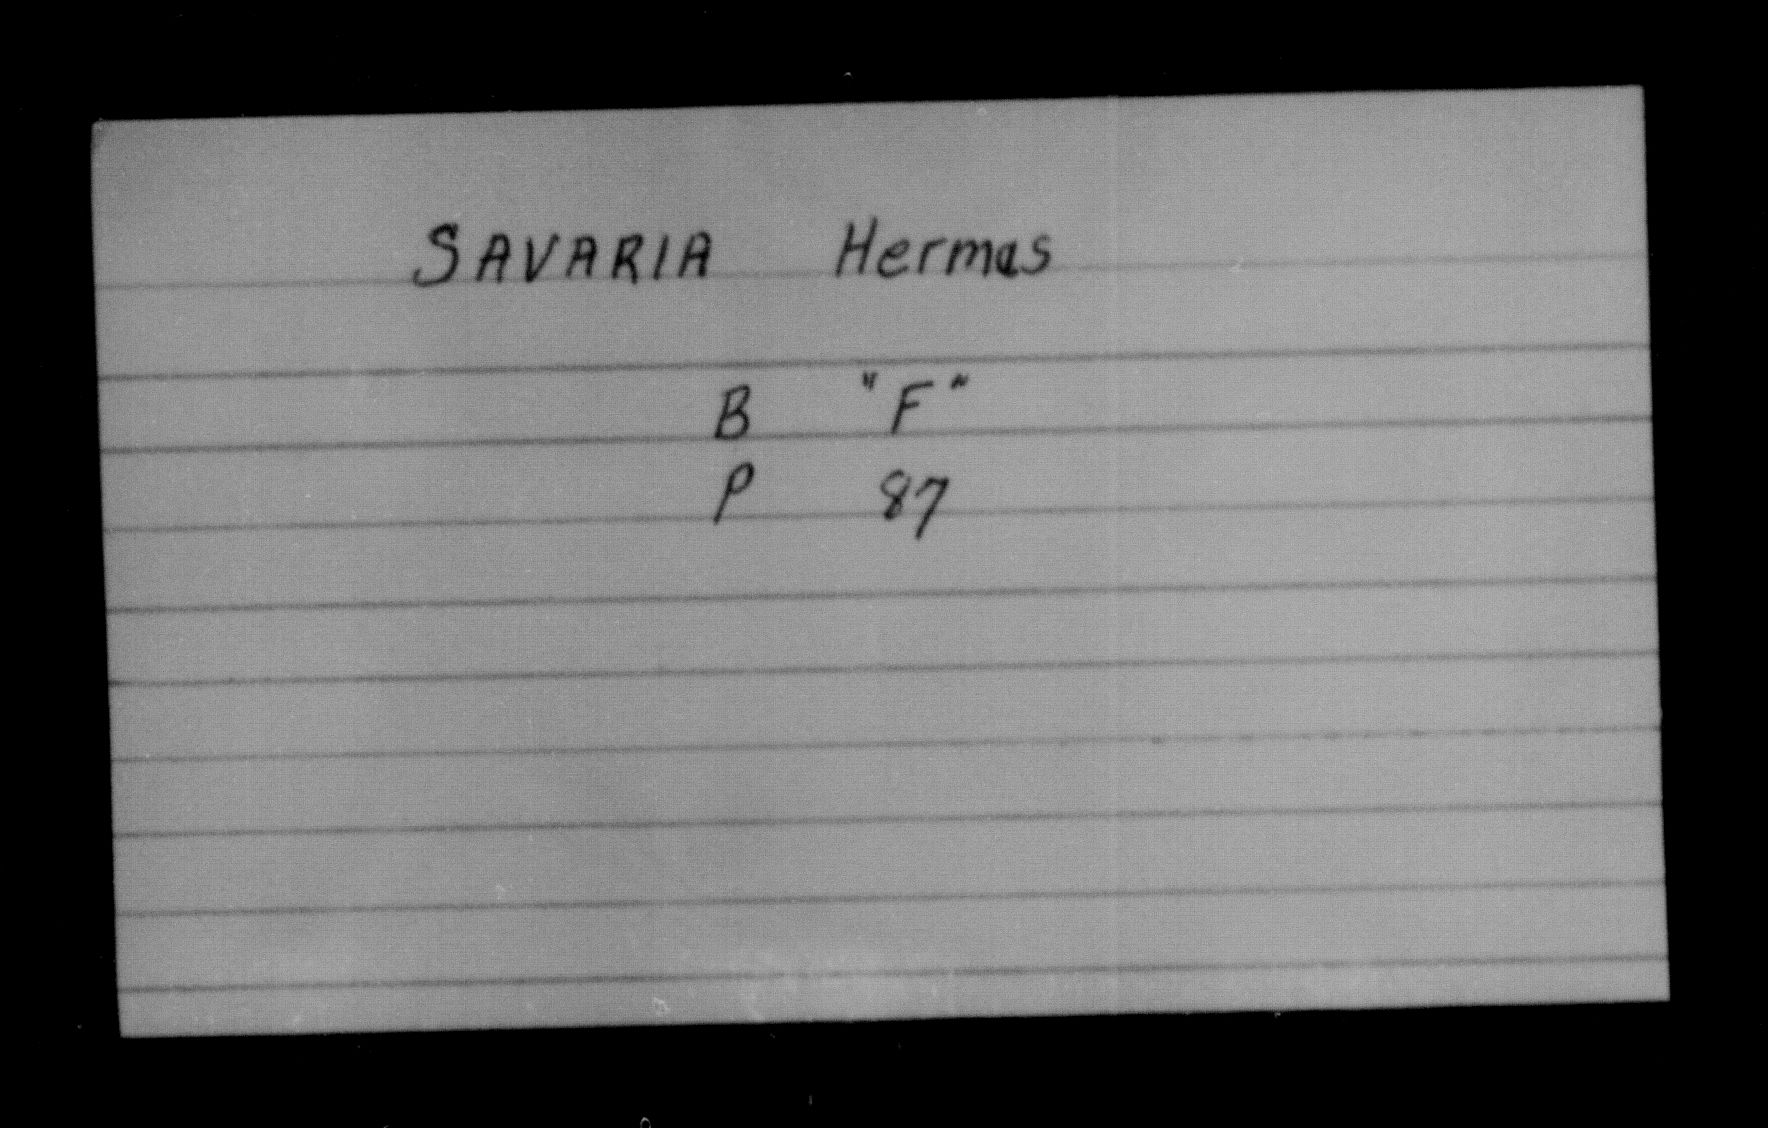 SAVARIA Hermas
B "F"
P 87